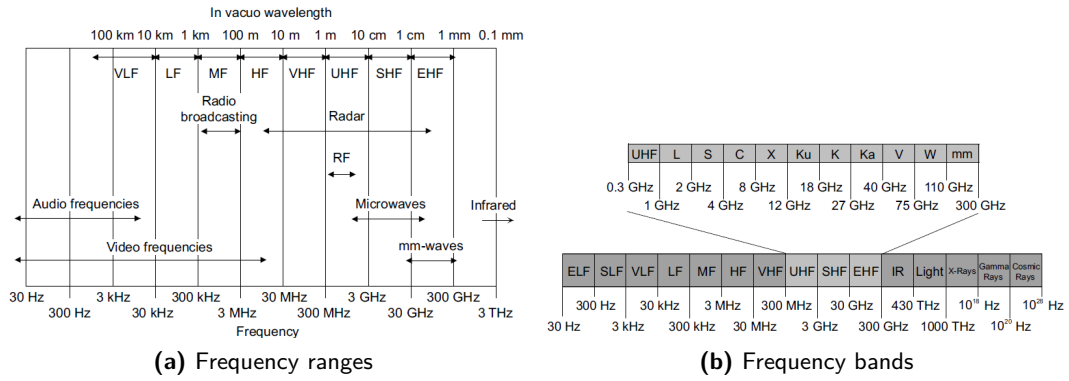 In vacuo wavelength
100 km 10 km 1 km 100 m 10 m 1 m 10 cm 1 cm 1 mm 0.1 mm
VLF LF MF HF VHF UHF SHF EHF
Radio
broadcasting
Radar
RF
Audio frequencies
Microwaves
Infrared
Video frequencies
mm-waves
30 Hz 3 kHz 300 kHz 30 MHz 3 GHz 300 GHz
300 Hz 30 kHz 3 MHz 300 MHz 30 GHz 3 THz
Frequency
(a) Frequency ranges
UHF L S C X Ku K Ka V W mm
0.3 GHz 2 GHz 8 GHz 18 GHz 40 GHz 110 GHz
1 GHz 4 GHz 12 GHz 27 GHz 75 GHz 300 GHz
ELF SLF VLF LF MF HF VHF UHF SHF EHF IR Light X-Rays Gamma Rays Cosmic Rays
300 Hz 30 kHz 3 MHz 300 MHz 30 GHz 430 THz 10¹⁹ Hz 10²⁸ Hz
30 Hz 3 kHz 300 kHz 30 MHz 3 GHz 300 GHz 1000 THz 10²⁰ Hz
(b) Frequency bands